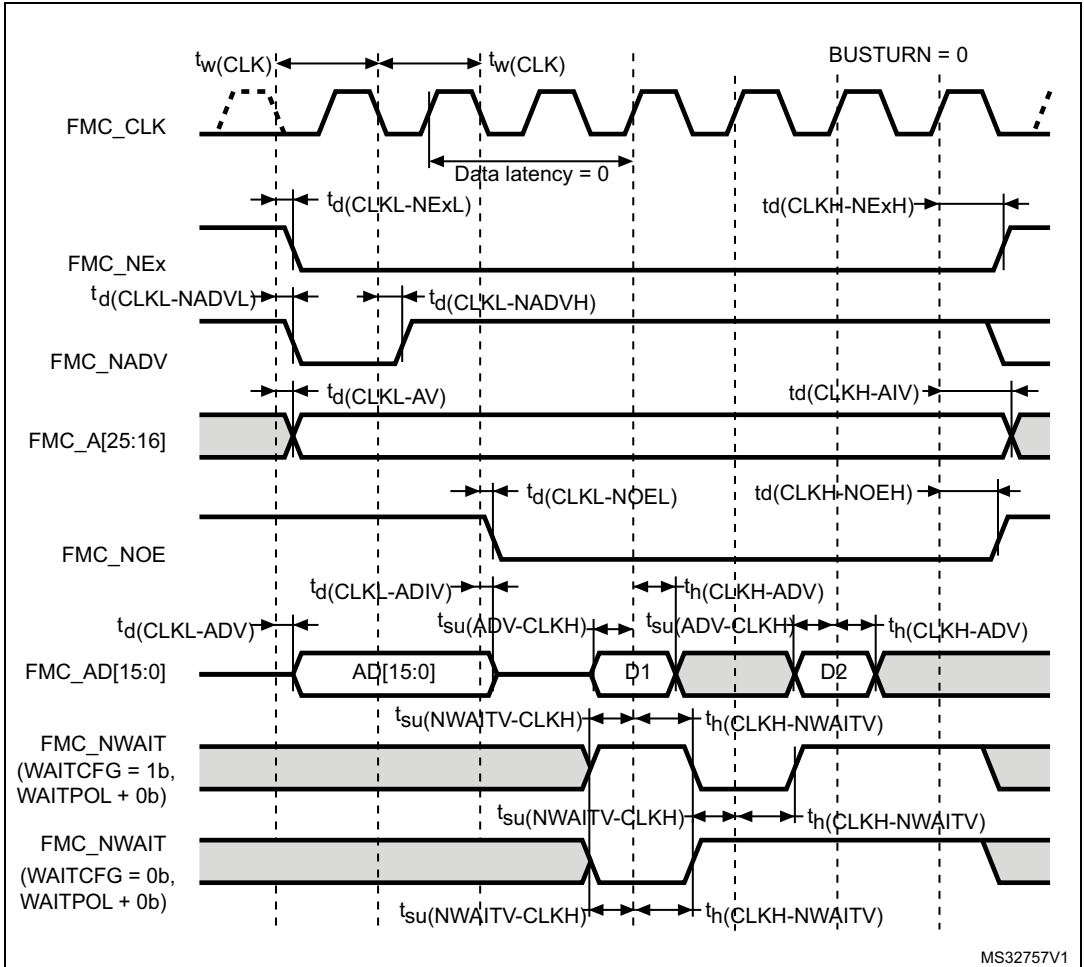 tw(CLK) tw(CLK) BUSTURN = 0
FMC_CLK
Data latency = 0
td(CLKL-NExL) td(CLKH-NExH)
FMC_NEx
td(CLKL-NADVL) td(CLKL-NADVH)
FMC_NADV
td(CLKL-AV) td(CLKH-AIV)
FMC_A[25:16]
td(CLKL-NOEL) td(CLKH-NOEH)
FMC_NOE
td(CLKL-ADIV) th(CLKH-ADV)
td(CLKL-ADV) tsu(ADV-CLKH) tsu(ADV-CLKH) th(CLKH-ADV)
FMC_AD[15:0] AD[15:0] D1 D2
tsu(NWAITV-CLKH) th(CLKH-NWAITV)
FMC_NWAIT
(WAITCFG = 1b,
WAITPOL + 0b)
tsu(NWAITV-CLKH) th(CLKH-NWAITV)
FMC_NWAIT
(WAITCFG = 0b,
WAITPOL + 0b)
tsu(NWAITV-CLKH) th(CLKH-NWAITV)
MS32757V1